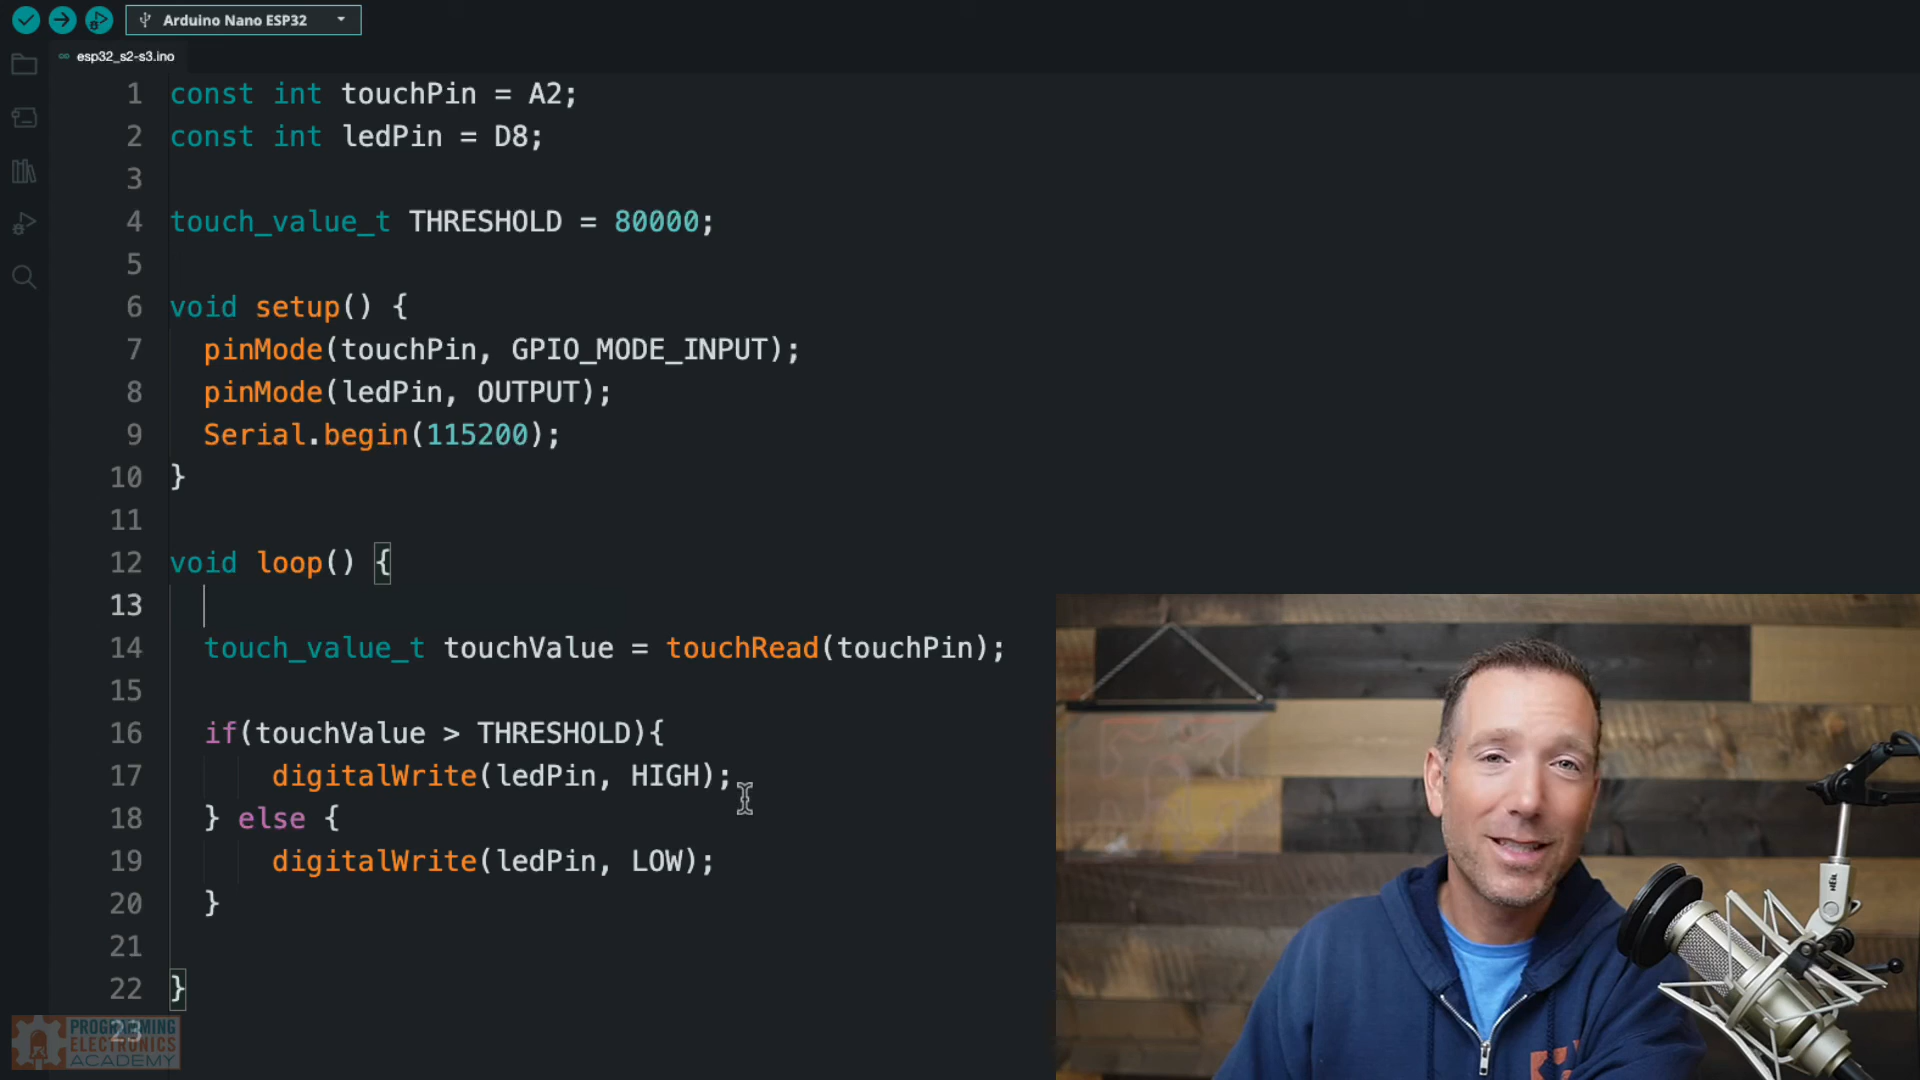 Arduino Nano ESP32
esp32_s2-s3.ino
1 const int touchPin = A2;
2 const int ledPin = D8;
3
4 touch_value_t THRESHOLD = 80000;
5
6 void setup() {
7 pinMode(touchPin, GPIO_MODE_INPUT);
8 pinMode(ledPin, OUTPUT);
9 Serial.begin(115200);
10 }
11
12 void loop() {
13
14 touch_value_t touchValue = touchRead(touchPin);
15
16 if(touchValue > THRESHOLD){
17 digitalWrite(ledPin, HIGH);
18 } else {
19 digitalWrite(ledPin, LOW);
20 }
21
22 }
23
PROGRAMMING
ELECTRONICS
ACADEMY
HEIL